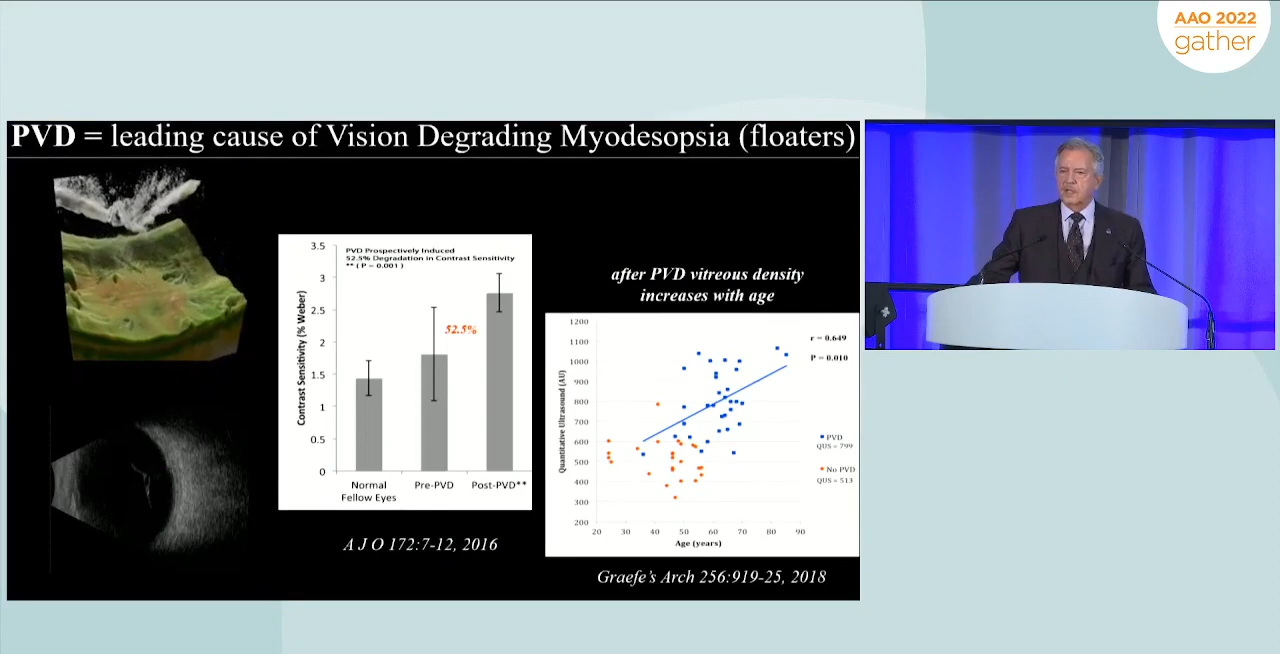 AAO 2022
gather
PVD = leading cause of Vision Degrading Myodesopsia (floaters)
3.5
3
2.5
2
1.5
1
0.5
0
Contrast Sensitivity (% Weber)
PVD Prospectively Induced
52.5% Degradation in Contrast Sensitivity
** ( P = 0.001 )
52.5%
Normal
Fellow Eyes
Pre-PVD
Post-PVD**
A J O 172:7-12, 2016
after PVD vitreous density
increases with age
1200
1100
1000
900
800
700
600
500
400
300
200
Quantitative Ultrasound (AU)
r = 0.649
P = 0.010
PVD
QUS = 799
No PVD
QUS = 513
20 30 40 50 60 70 80 90
Age (years)
Graefe's Arch 256:919-25, 2018